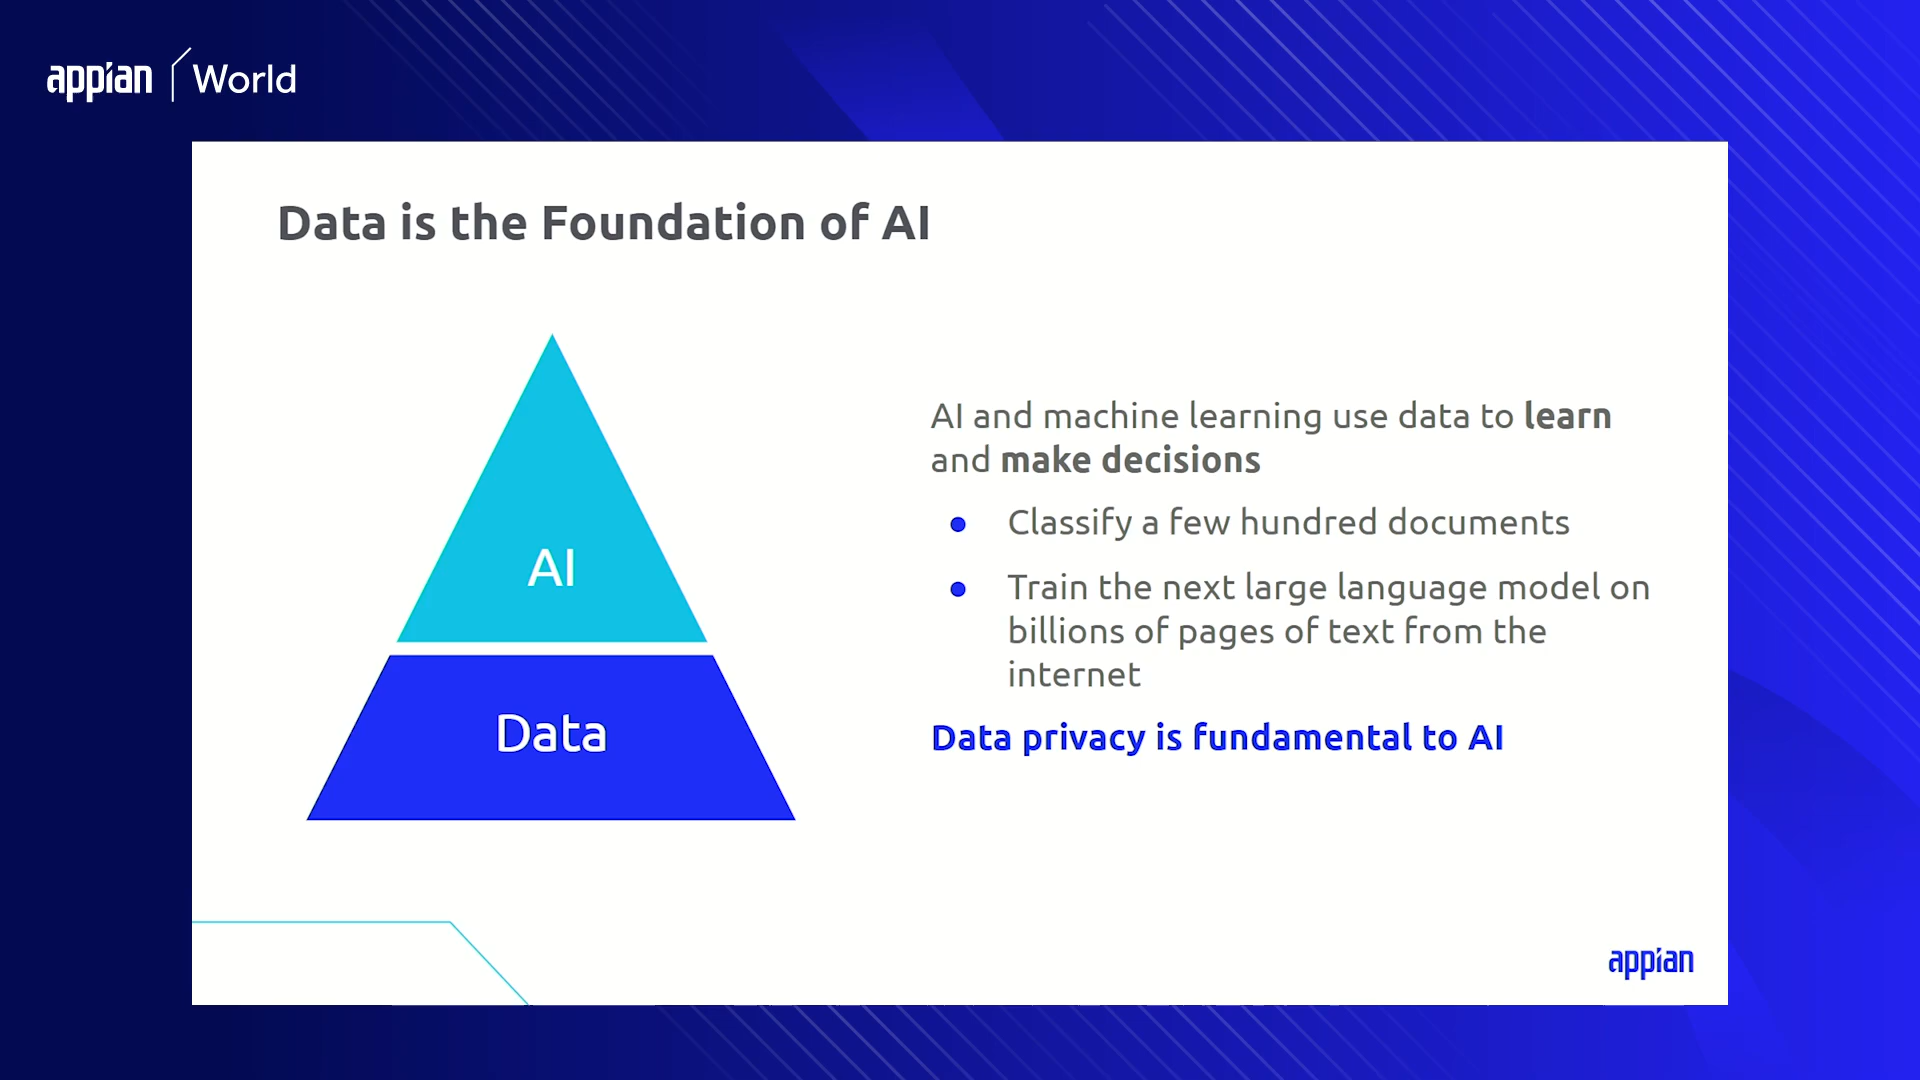 appian World
Data is the Foundation of AI
AI
Data
AI and machine learning use data to learn
and make decisions
● Classify a few hundred documents
● Train the next large language model on
billions of pages of text from the
internet
Data privacy is fundamental to AI
appian